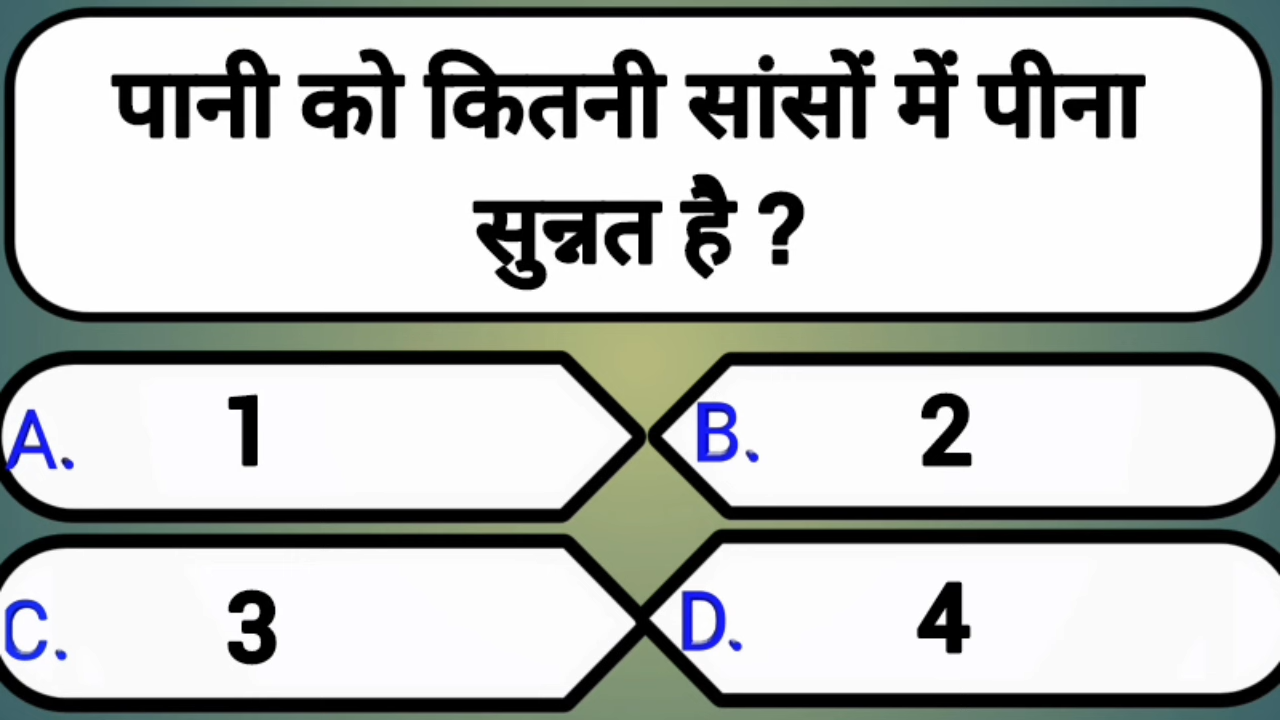 पानी को कितनी सांसों में पीना
सुन्नत है ?
A. 1
B. 2
C. 3
D. 4